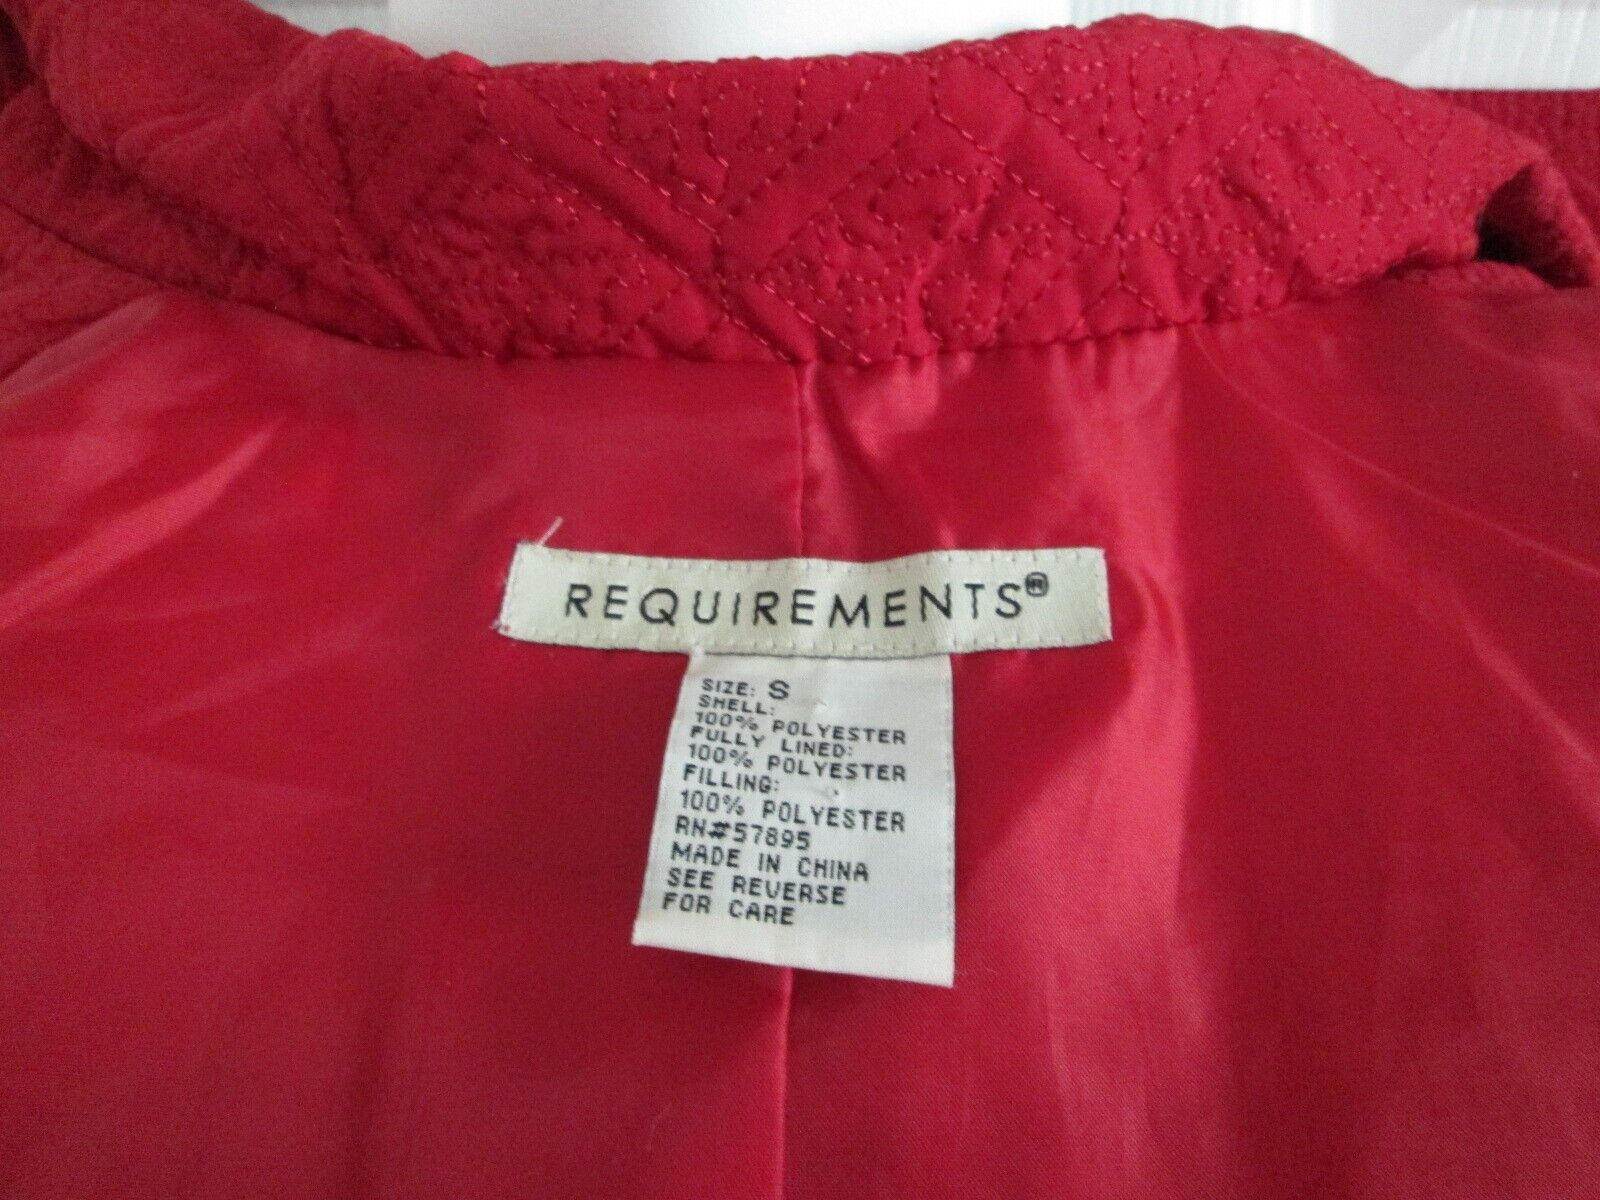 REQUIREMENTS®
SIZE: S
SHELL:
100% POLYESTER
FULLY LINED:
100% POLYESTER
FILLING:
100% POLYESTER
RN#57895
MADE IN CHINA
SEE REVERSE
FOR CARE